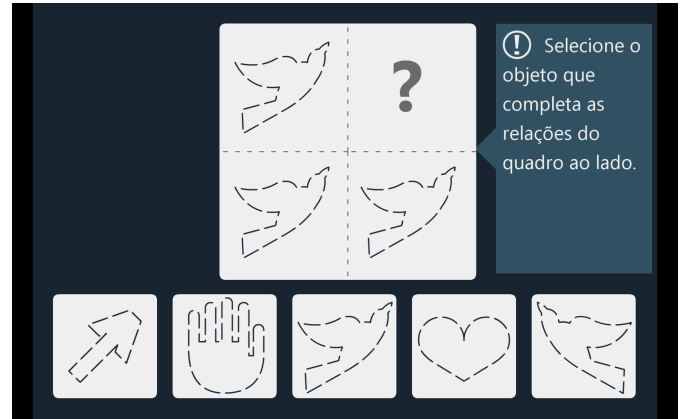 ?
! Selecione o
objeto que
completa as
relações do
quadro ao lado.